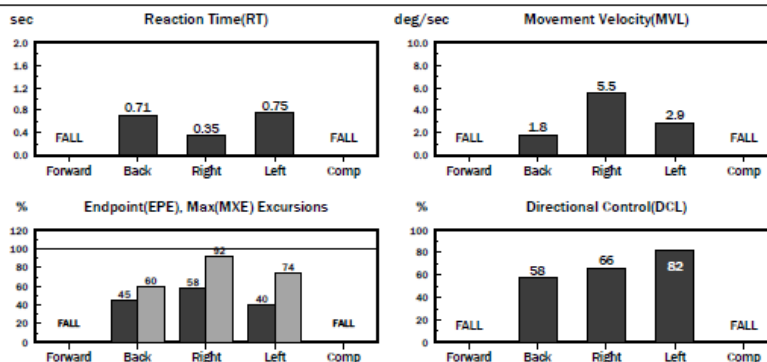 sec Reaction Time(RT)
2.0
1.6
1.2
0.8
0.4
0.0
FALL 0.71 0.35 0.75 FALL
Forward Back Right Left Comp
deg/sec Movement Velocity(MVL)
10.0
8.0
6.0
4.0
2.0
0.0
FALL 1.8 5.5 2.9 FALL
Forward Back Right Left Comp
% Endpoint(EPE), Max(MXE) Excursions
120
100
80
60
40
20
0
FALL 45 60 58 92 40 74 FALL
Forward Back Right Left Comp
% Directional Control(DCL)
100
80
60
40
20
0
FALL 58 66 82 FALL
Forward Back Right Left Comp